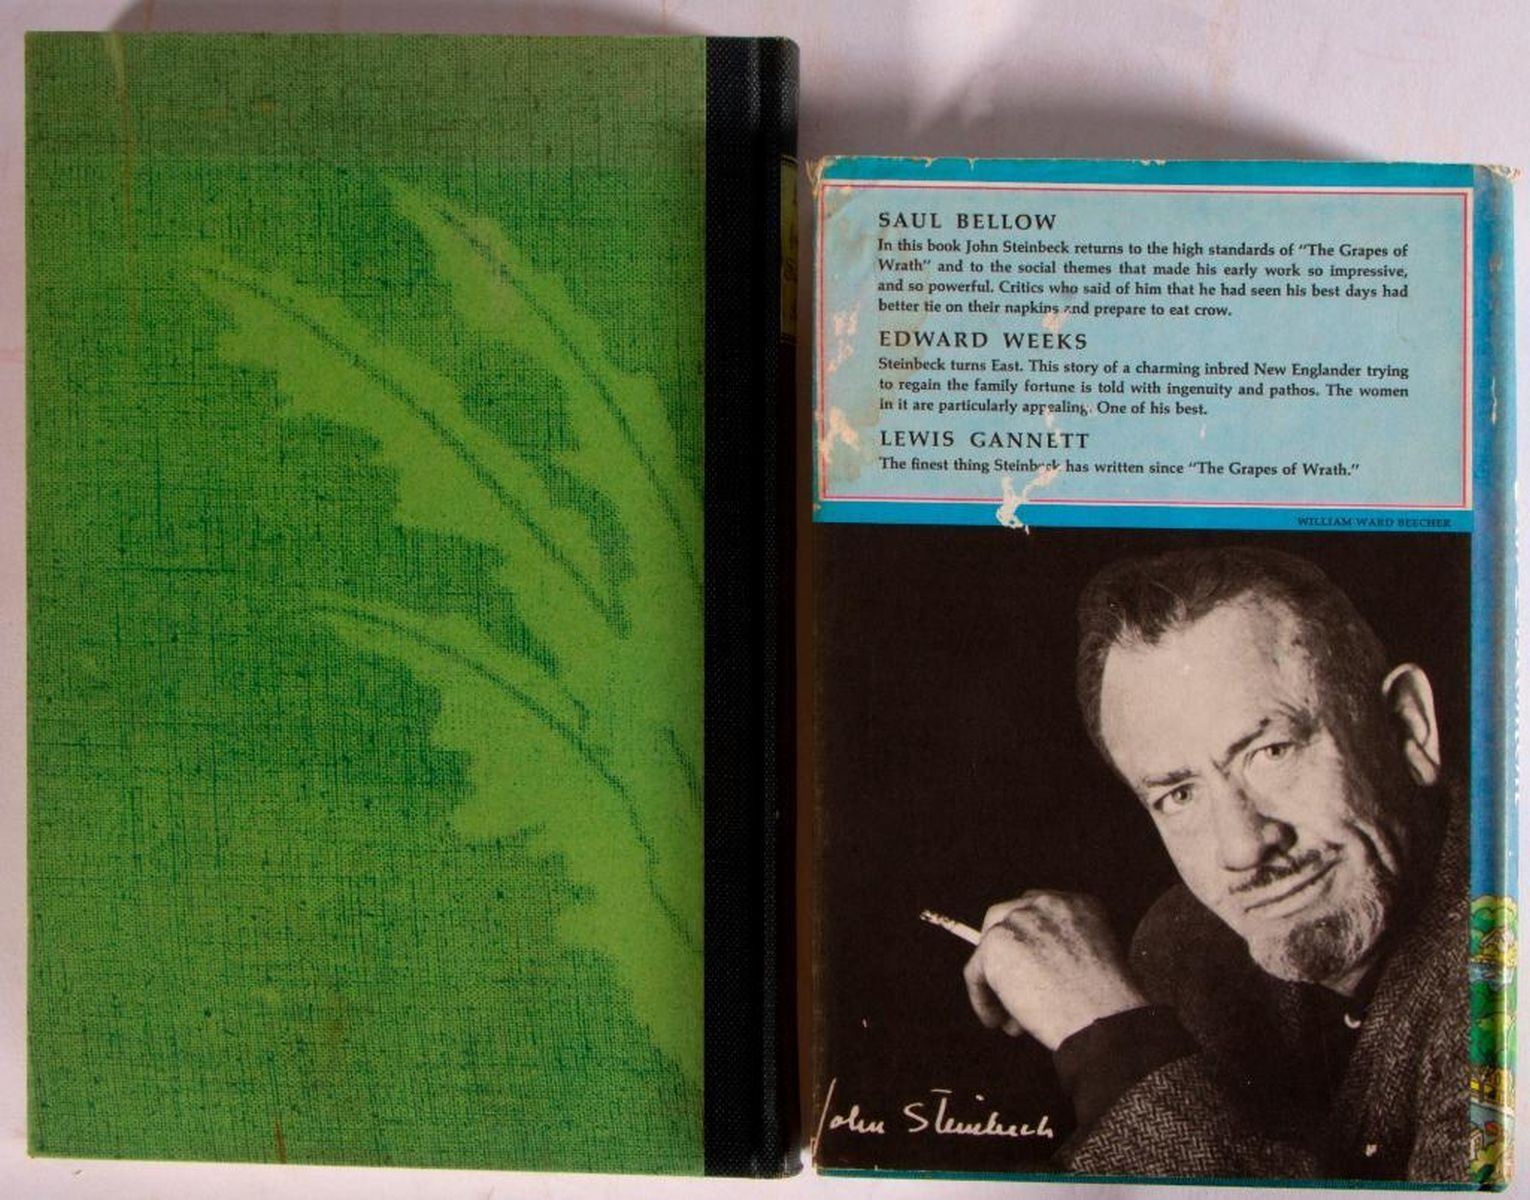 SAUL BELLOW
In this book John Steinbeck returns to the high standards of "The Grapes of
Wrath" and to the social themes that made his early work so impressive,
and so powerful. Critics who said of him that he had seen his best days had
better tie on their napkins and prepare to eat crow.
EDWARD WEEKS
Steinbeck turns East. This story of a charming inbred New Englander trying
to regain the family fortune is told with ingenuity and pathos. The women
in it are particularly appealing. One of his best.
LEWIS GANNETT
The finest thing Steinbeck has written since "The Grapes of Wrath."
WILLIAM WARD BEECHER
John Steinbeck